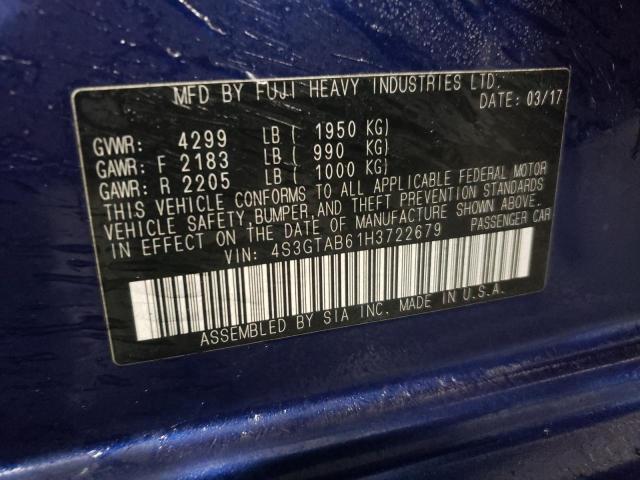 MFD BY FUJI HEAVY INDUSTRIES LTD.
DATE: 03/17
GVWR: 4299 LB ( 1950 KG)
GAWR: F 2183 LB ( 990 KG)
GAWR: R 2205 LB ( 1000 KG)
THIS VEHICLE CONFORMS TO ALL APPLICABLE FEDERAL MOTOR
VEHICLE SAFETY, BUMPER, AND THEFT PREVENTION STANDARDS
IN EFFECT ON THE DATE OF MANUFACTURE SHOWN ABOVE.
VIN: 4S3GTAB61H3722679 PASSENGER CAR
ASSEMBLED BY SIA INC. MADE IN U.S.A.